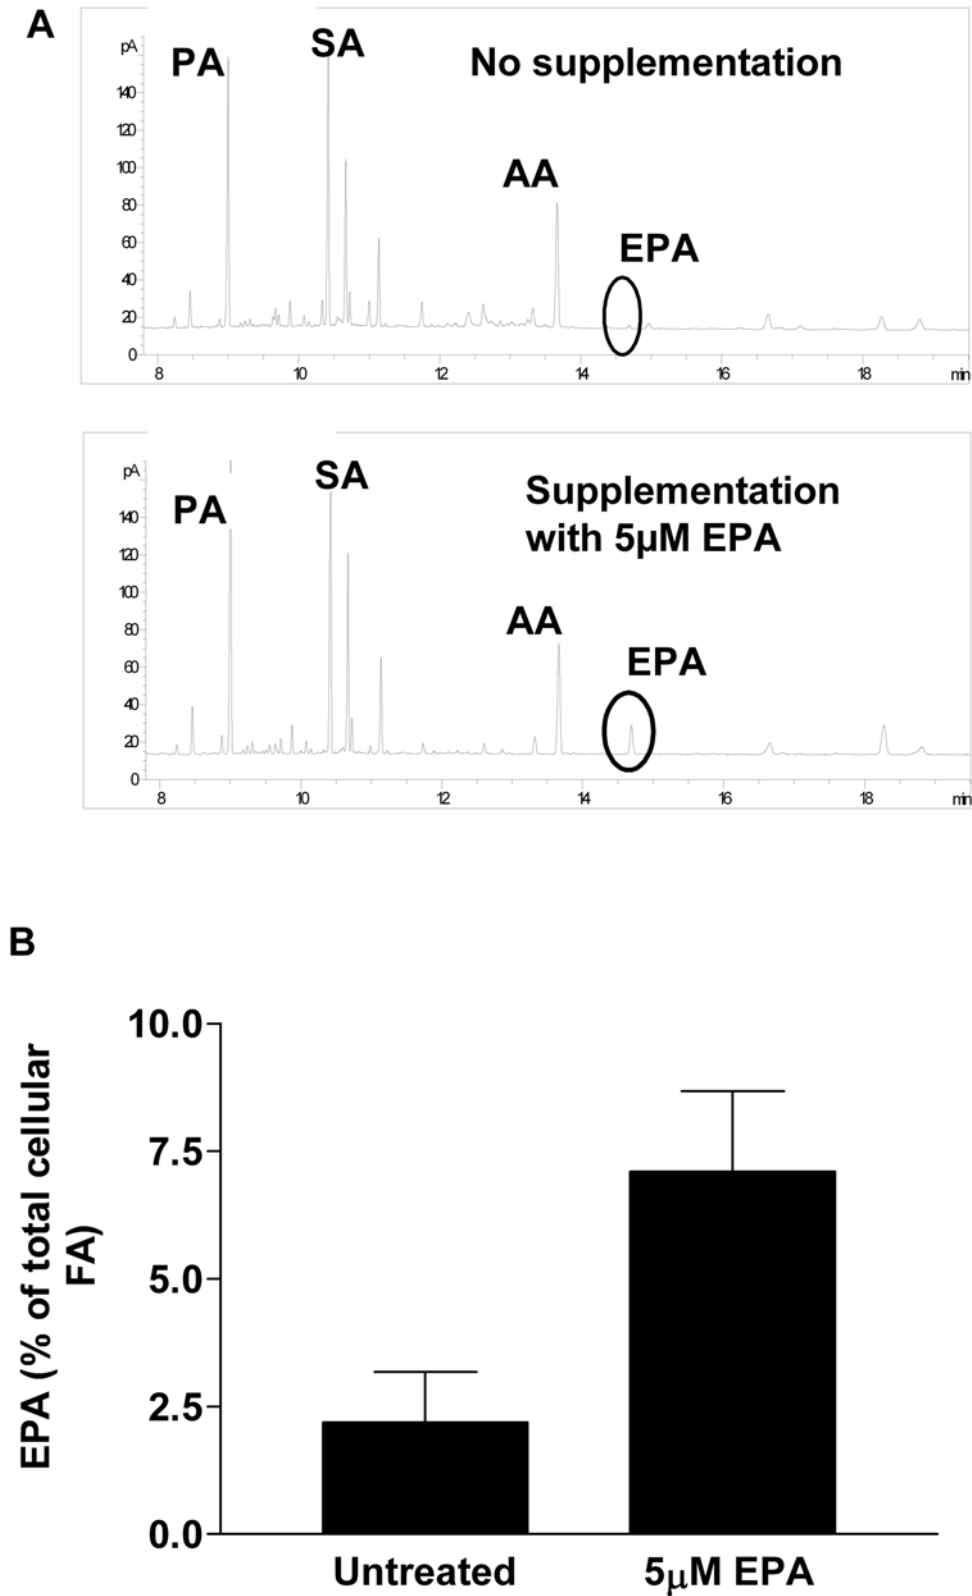 A
pA
PA
SA
No supplementation
140
120
100
80
60
40
20
0
AA
EPA
8 10 12 14 16 18 min
pA
PA
SA
Supplementation
with 5µM EPA
140
120
100
80
60
40
20
0
AA
EPA
8 10 12 14 16 18 min
B
EPA (% of total cellular
FA)
10.0
7.5
5.0
2.5
0.0
Untreated 5µM EPA